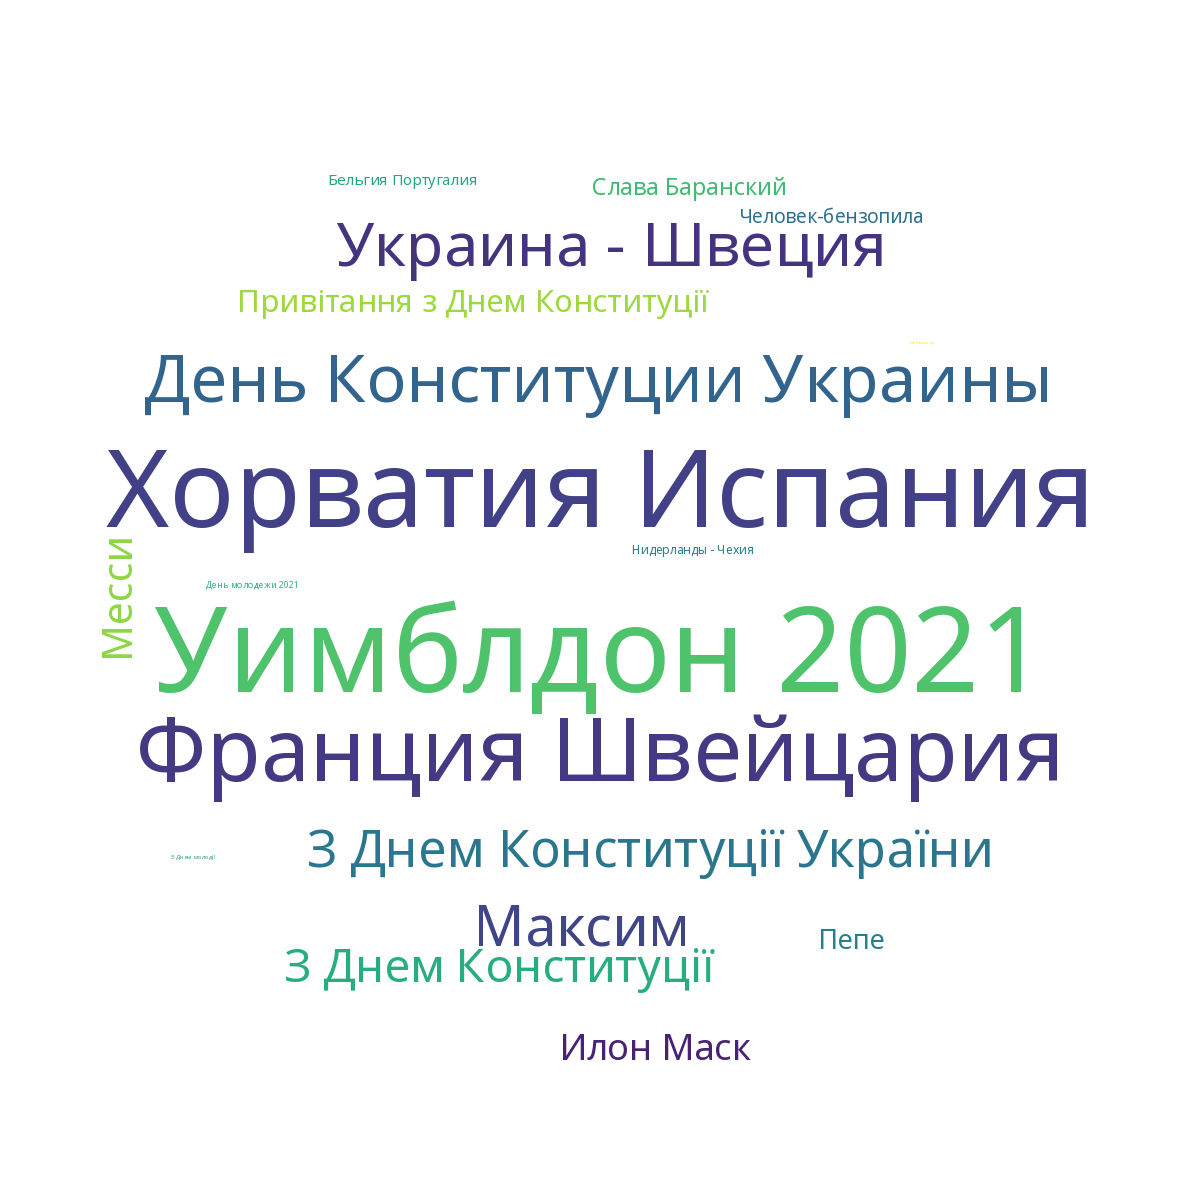 Бельгия Португалия
Слава Баранский
Человек-бензопила
Украина - Швеция
Привітання з Днем Конституції
День Конституции Украины
Хорватия Испания
Месси
Нидерланды - Чехия
День молодежи 2021
Уимблдон 2021
Франция Швейцария
З Днем Конституції України
З Днем молоді
Максим
Пепе
З Днем Конституції
Илон Маск